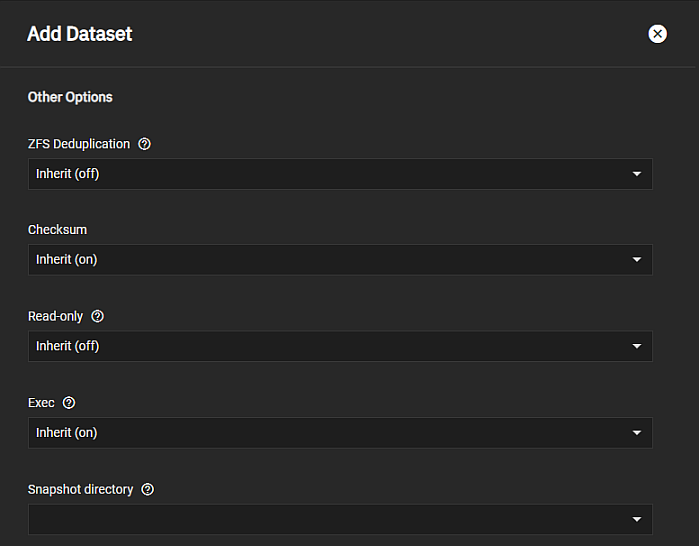 Add Dataset
Other Options
ZFS Deduplication
Inherit (off)
Checksum
Inherit (on)
Read-only
Inherit (off)
Exec
Inherit (on)
Snapshot directory